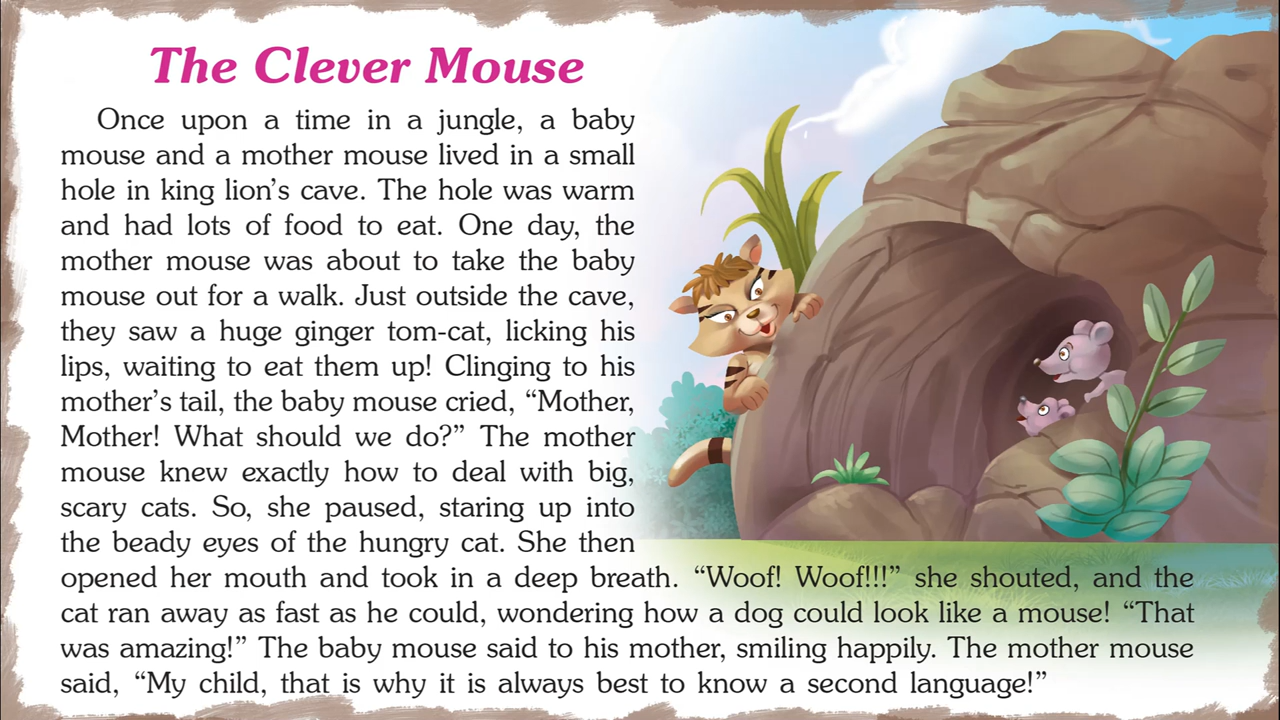 The Clever Mouse
Once upon a time in a jungle, a baby
mouse and a mother mouse lived in a small
hole in king lion’s cave. The hole was warm
and had lots of food to eat. One day, the
mother mouse was about to take the baby
mouse out for a walk. Just outside the cave,
they saw a huge ginger tom-cat, licking his
lips, waiting to eat them up! Clinging to his
mother’s tail, the baby mouse cried, “Mother,
Mother! What should we do?” The mother
mouse knew exactly how to deal with big,
scary cats. So, she paused, staring up into
the beady eyes of the hungry cat. She then
opened her mouth and took in a deep breath. “Woof! Woof!!!” she shouted, and the
cat ran away as fast as he could, wondering how a dog could look like a mouse! “That
was amazing!” The baby mouse said to his mother, smiling happily. The mother mouse
said, “My child, that is why it is always best to know a second language!”